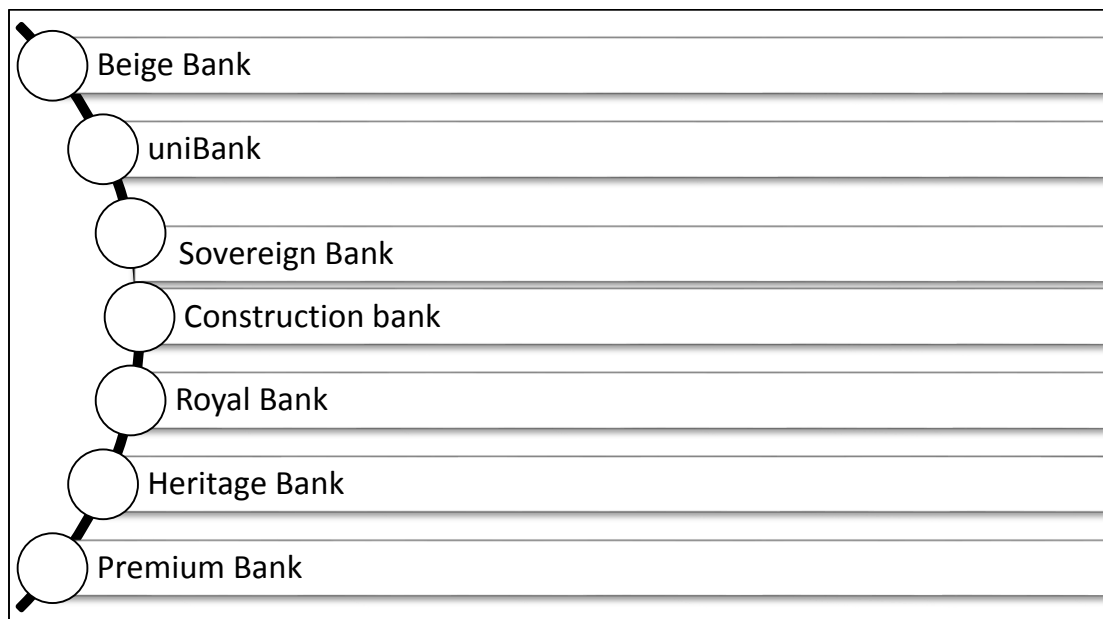 Beige Bank
uniBank
Sovereign Bank
Construction bank
Royal Bank
Heritage Bank
Premium Bank